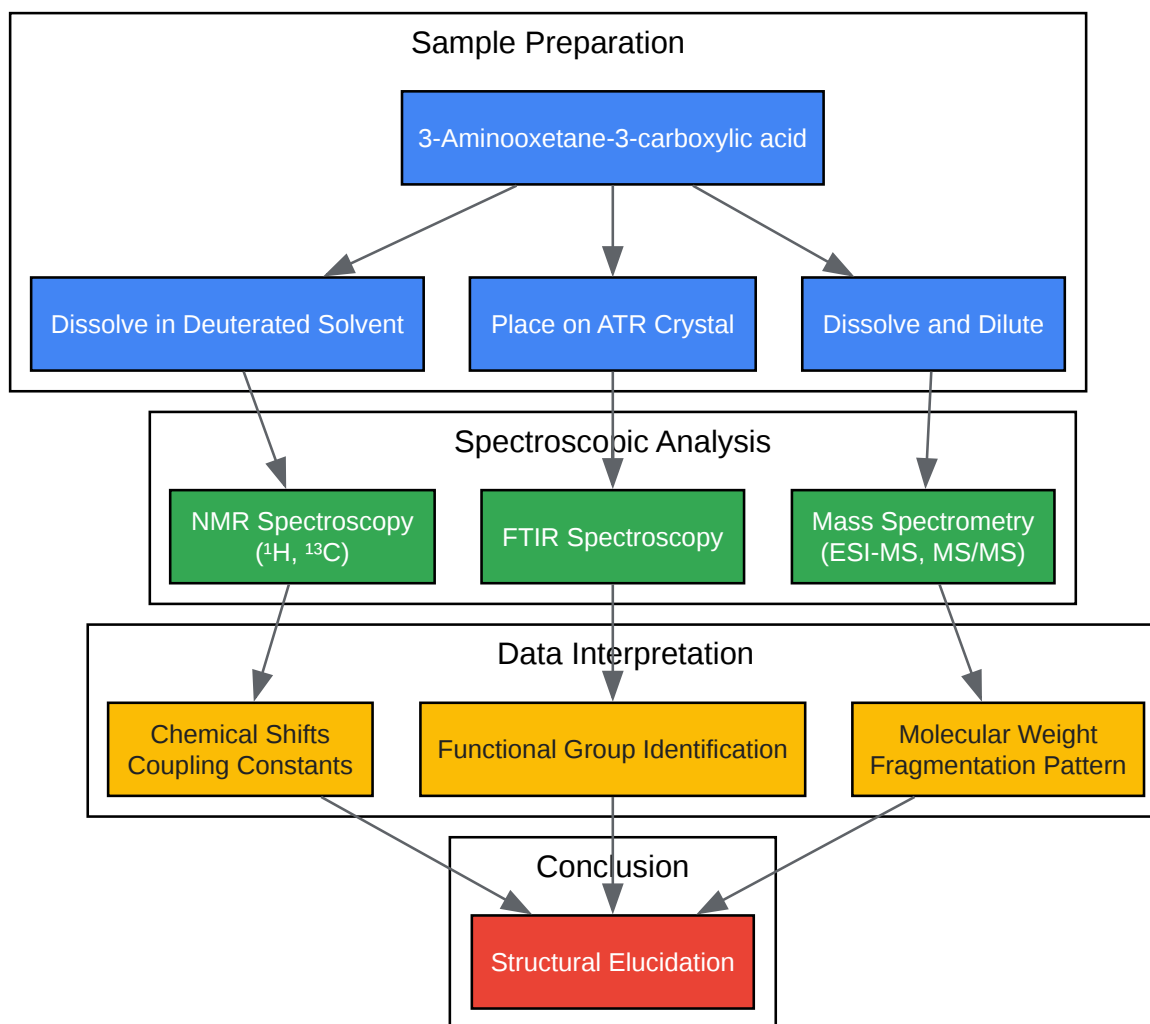 Sample Preparation
3-Aminooxetane-3-carboxylic acid
Dissolve in Deuterated Solvent
Place on ATR Crystal
Dissolve and Dilute
Spectroscopic Analysis
NMR Spectroscopy
(¹H, ¹³C)
FTIR Spectroscopy
Mass Spectrometry
(ESI-MS, MS/MS)
Data Interpretation
Chemical Shifts
Coupling Constants
Functional Group Identification
Molecular Weight
Fragmentation Pattern
Conclusion
Structural Elucidation